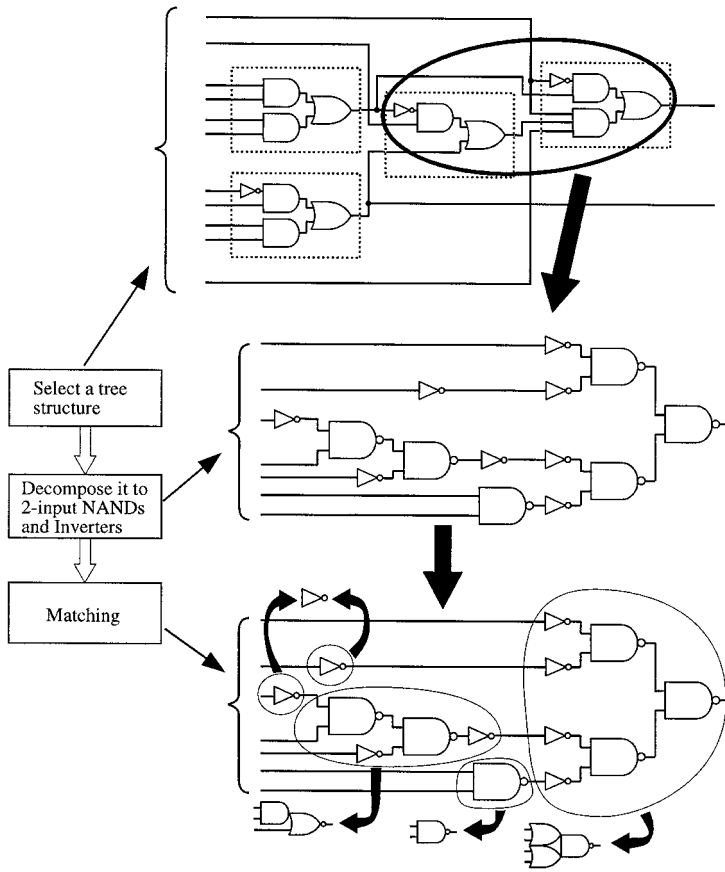 Select a tree
structure
Decompose it to
2-input NANDs
and Inverters
Matching